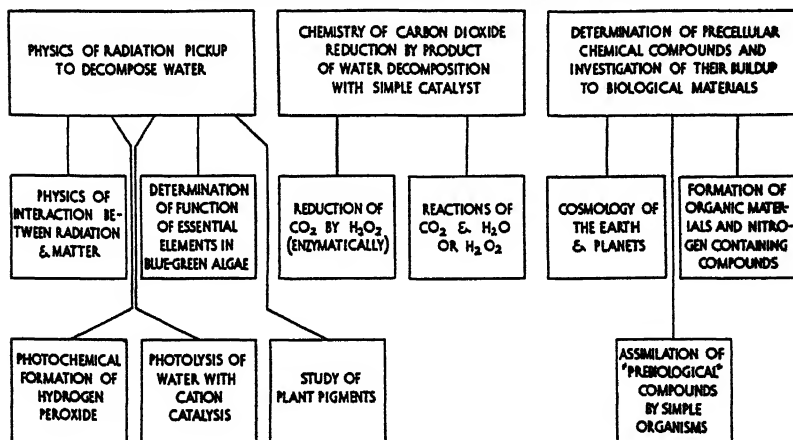 PHYSICS OF RADIATION PICKUP
TO DECOMPOSE WATER
CHEMISTRY OF CARBON DIOXIDE
REDUCTION BY PRODUCT
OF WATER DECOMPOSITION
WITH SIMPLE CATALYST
DETERMINATION OF PRECELLULAR
CHEMICAL COMPOUNDS AND
INVESTIGATION OF THEIR BUILDUP
TO BIOLOGICAL MATERIALS
PHYSICS OF
INTERACTION BE-
TWEEN RADIATION
& MATTER
DETERMINATION
OF FUNCTION
OF ESSENTIAL
ELEMENTS IN
BLUE-GREEN ALGAE
REDUCTION OF
CO₂ BY H₂O₂
(ENZYMATICALLY)
REACTIONS OF
CO₂ & H₂O
OR H₂O₂
COSMOLOGY OF
THE EARTH
& PLANETS
FORMATION OF
ORGANIC MATER-
IALS AND NITRO-
GEN CONTAINING
COMPOUNDS
PHOTOCHEMICAL
FORMATION OF
HYDROGEN
PEROXIDE
PHOTOLYSIS OF
WATER WITH
CATION
CATALYSIS
STUDY OF
PLANT PIGMENTS
ASSIMILATION OF
"PREBIOLOGICAL"
COMPOUNDS
BY SIMPLE
ORGANISMS